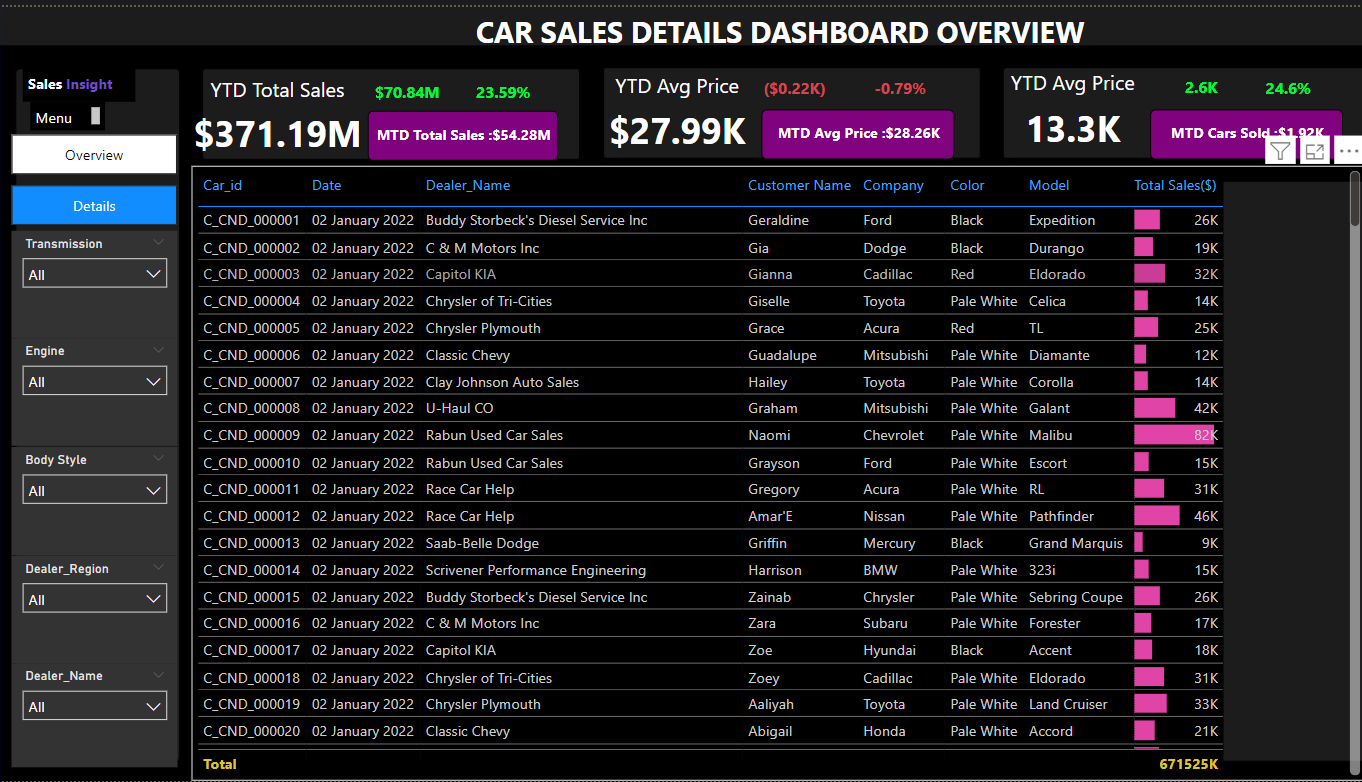 CAR SALES DETAILS DASHBOARD OVERVIEW
Sales Insight
Menu
Overview
Details
YTD Total Sales $70.84M 23.59%
$371.19M MTD Total Sales :$54.28M
YTD Avg Price ($0.22K) -0.79%
$27.99K MTD Avg Price :$28.26K
YTD Avg Price 2.6K 24.6%
13.3K MTD Cars Sold :$1.92K
Transmission
All
Engine
All
Body Style
All
Dealer_Region
All
Dealer_Name
All
Car_id Date Dealer_Name Customer Name Company Color Model Total Sales($)
C_CND_000001 02 January 2022 Buddy Storbeck's Diesel Service Inc Geraldine Ford Black Expedition 26K
C_CND_000002 02 January 2022 C & M Motors Inc Gia Dodge Black Durango 19K
C_CND_000003 02 January 2022 Capitol KIA Gianna Cadillac Red Eldorado 32K
C_CND_000004 02 January 2022 Chrysler of Tri-Cities Giselle Toyota Pale White Celica 14K
C_CND_000005 02 January 2022 Chrysler Plymouth Grace Acura Red TL 25K
C_CND_000006 02 January 2022 Classic Chevy Guadalupe Mitsubishi Pale White Diamante 12K
C_CND_000007 02 January 2022 Clay Johnson Auto Sales Hailey Toyota Pale White Corolla 14K
C_CND_000008 02 January 2022 U-Haul CO Graham Mitsubishi Pale White Galant 42K
C_CND_000009 02 January 2022 Rabun Used Car Sales Naomi Chevrolet Pale White Malibu 82K
C_CND_000010 02 January 2022 Rabun Used Car Sales Grayson Ford Pale White Escort 15K
C_CND_000011 02 January 2022 Race Car Help Gregory Acura Pale White RL 31K
C_CND_000012 02 January 2022 Race Car Help Amar'E Nissan Pale White Pathfinder 46K
C_CND_000013 02 January 2022 Saab-Belle Dodge Griffin Mercury Black Grand Marquis 9K
C_CND_000014 02 January 2022 Scrivener Performance Engineering Harrison BMW Pale White 323i 15K
C_CND_000015 02 January 2022 Buddy Storbeck's Diesel Service Inc Zainab Chrysler Pale White Sebring Coupe 26K
C_CND_000016 02 January 2022 C & M Motors Inc Zara Subaru Pale White Forester 17K
C_CND_000017 02 January 2022 Capitol KIA Zoe Hyundai Black Accent 18K
C_CND_000018 02 January 2022 Chrysler of Tri-Cities Zoey Cadillac Pale White Eldorado 31K
C_CND_000019 02 January 2022 Chrysler Plymouth Aaliyah Toyota Pale White Land Cruiser 33K
C_CND_000020 02 January 2022 Classic Chevy Abigail Honda Pale White Accord 21K
Total 671525K